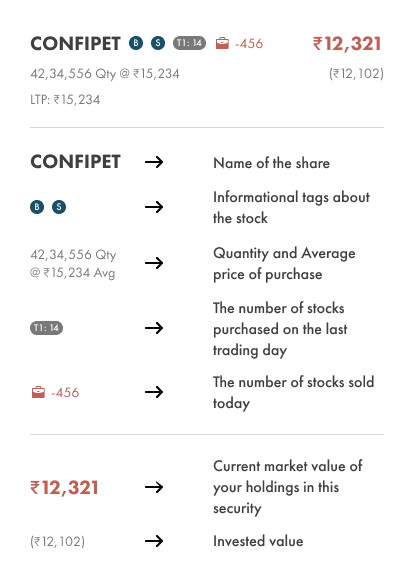 CONFIPET B S T1: 14 -456 ₹12,321
42,34,556 Qty @ ₹15,234 (₹12,102)
LTP: ₹15,234
CONFIPET → Name of the share
B S → Informational tags about
the stock
42,34,556 Qty
@ ₹15,234 Avg → Quantity and Average
price of purchase
T1: 14 → The number of stocks
purchased on the last
trading day
-456 → The number of stocks sold
today
₹12,321 → Current market value of
your holdings in this
security
(₹12,102) → Invested value